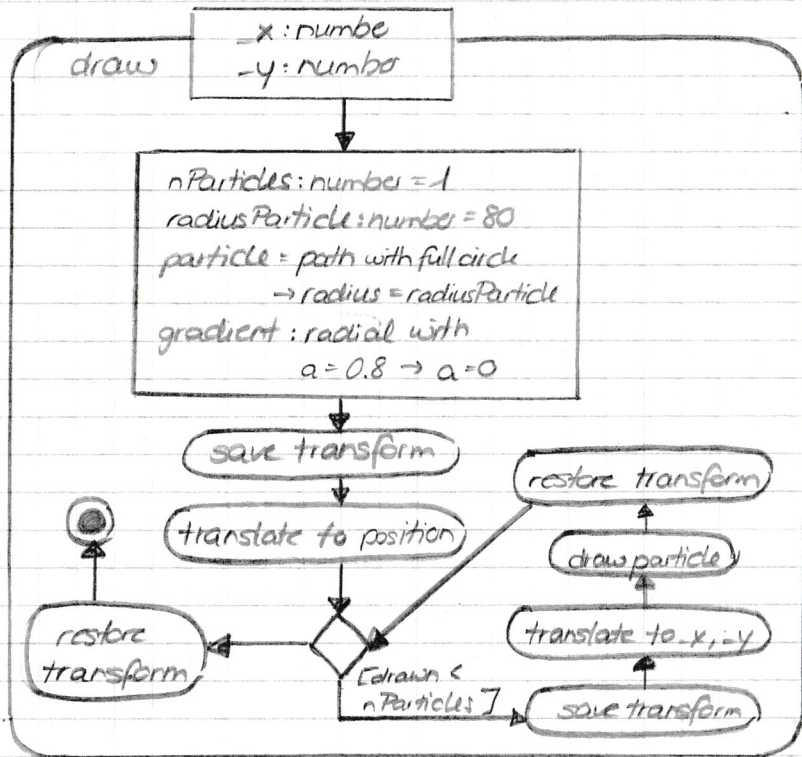 draw
_x : numbe
_y : number
nParticles : number = 1
radiusParticle : number = 80
particle = path with full circle
→ radius = radiusParticle
gradient : radial with
a = 0.8 → a = 0
save transform
translate to position
[drawn <
nParticles]
save transform
translate to _x, _y
draw particle
restore transform
restore
transform